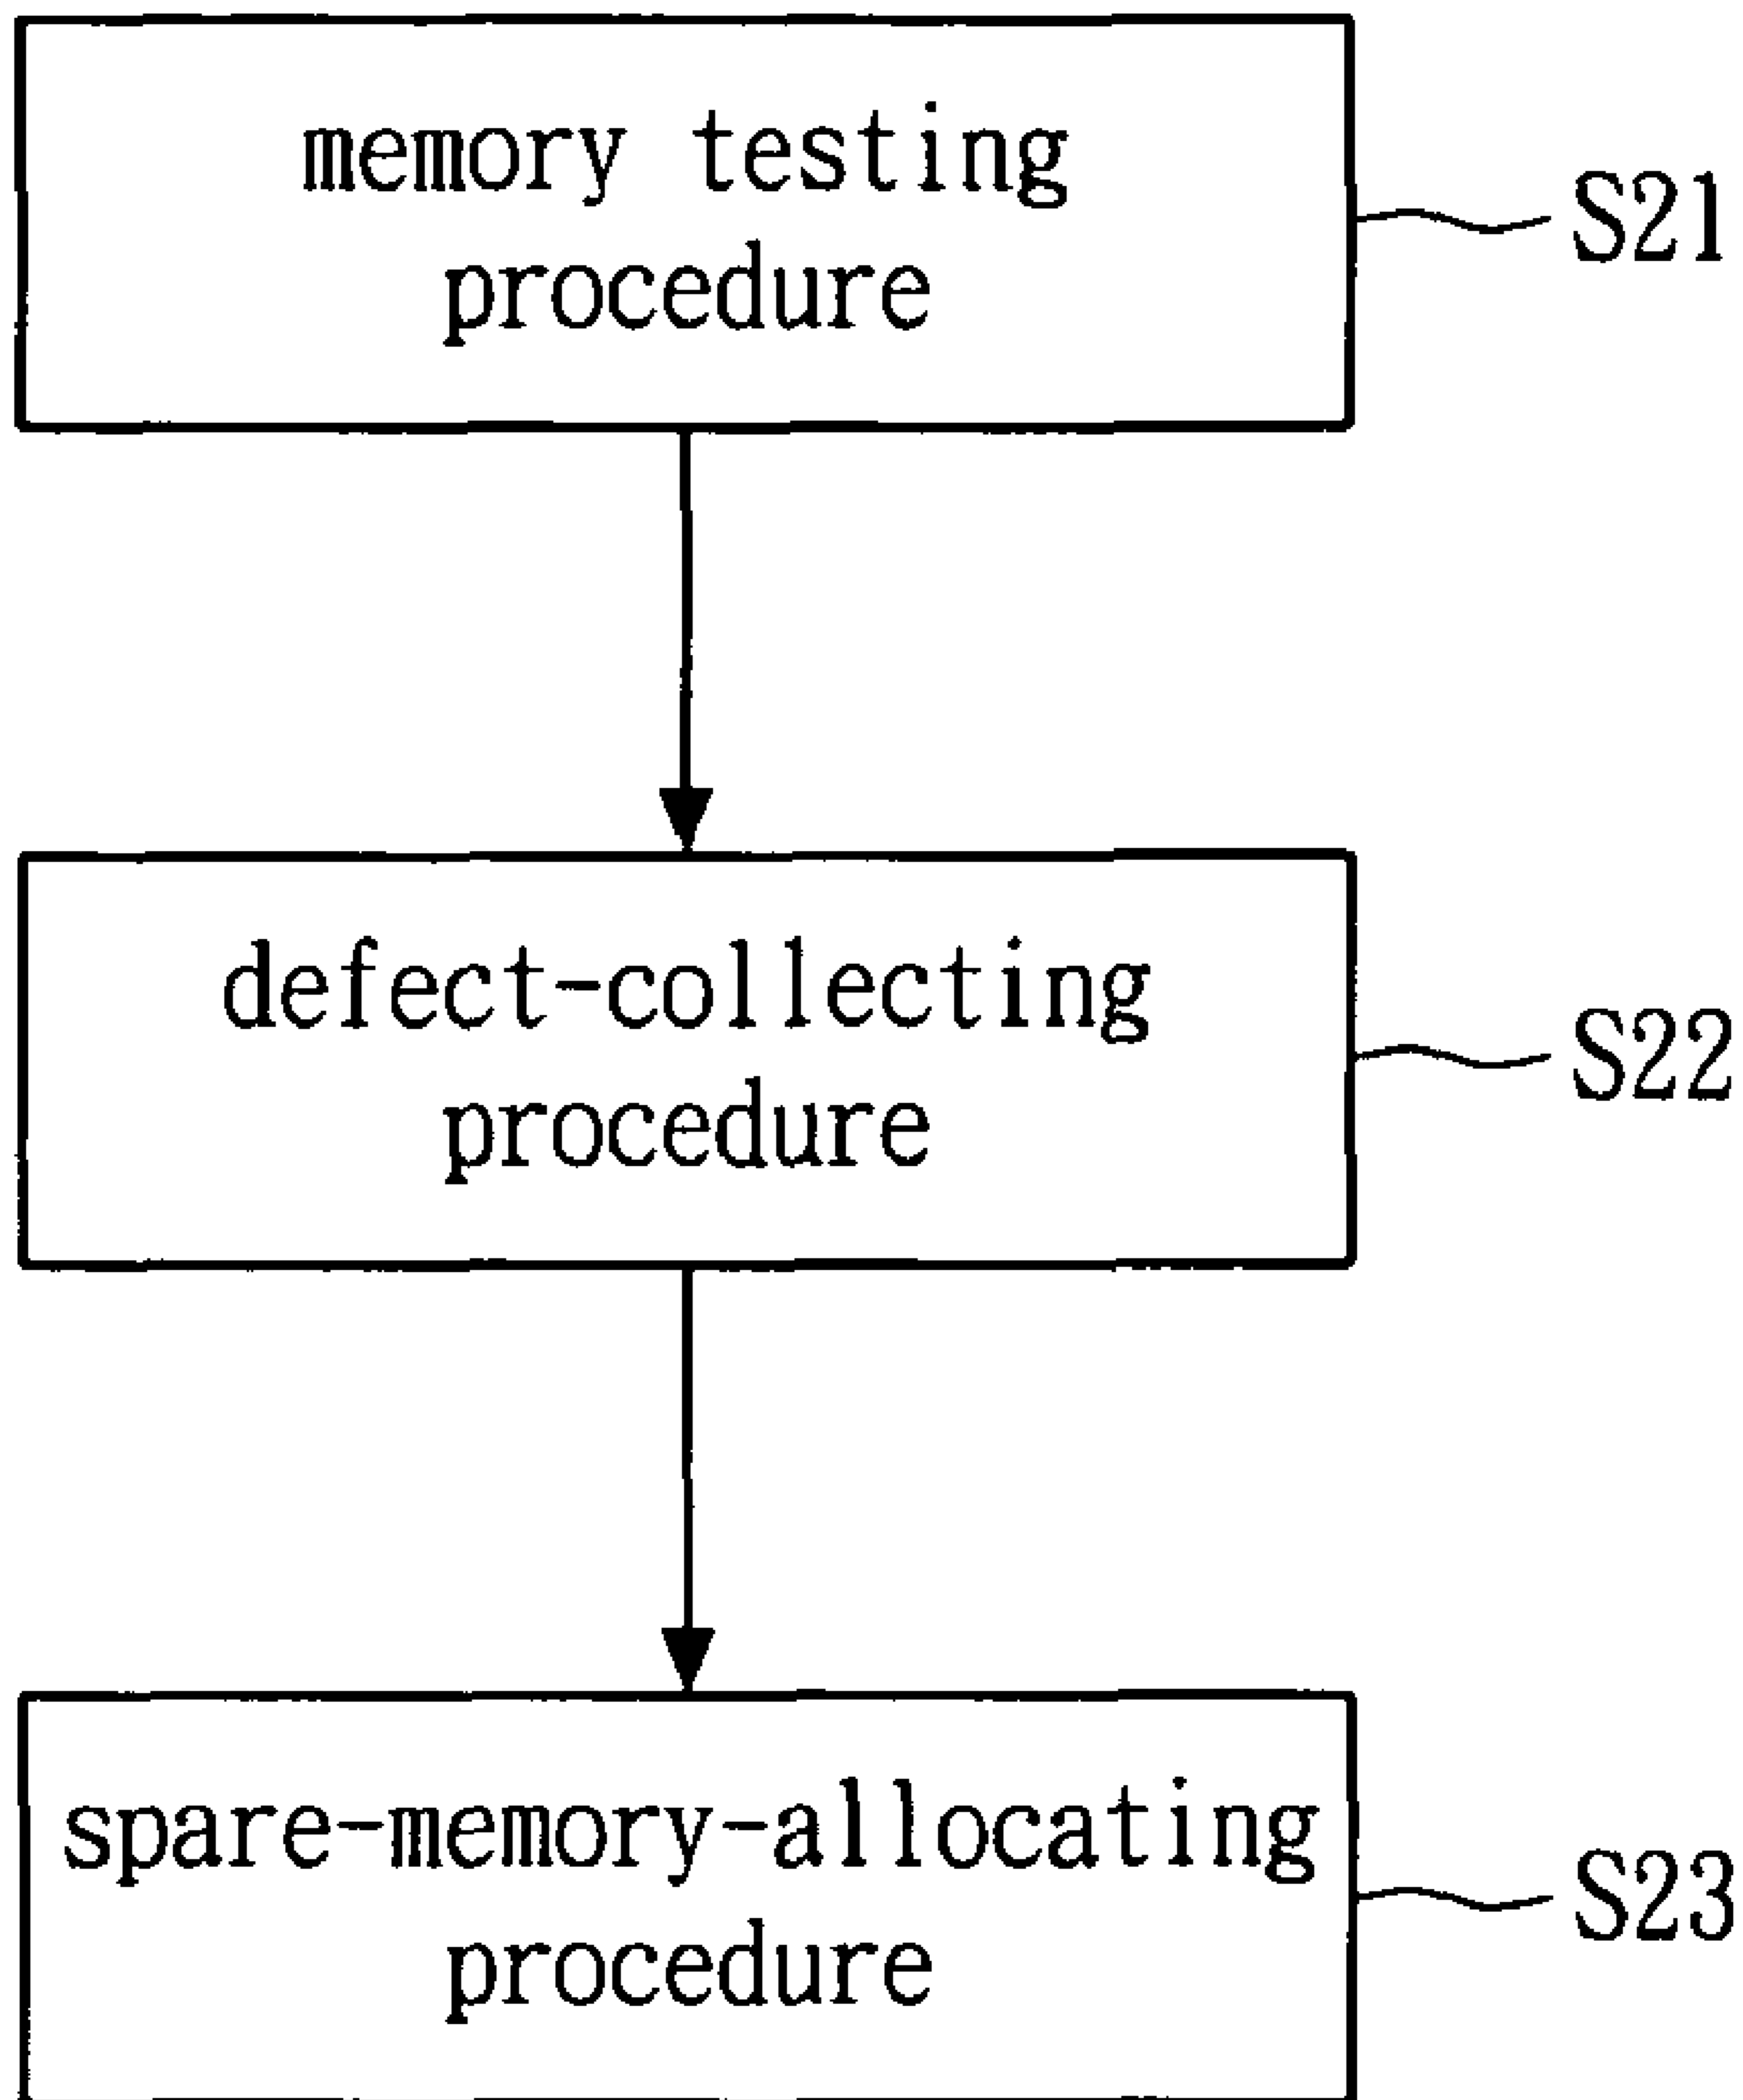 memory testing
procedure
S21
defect-collecting
procedure
S22
spare-memory-allocating
procedure
S23